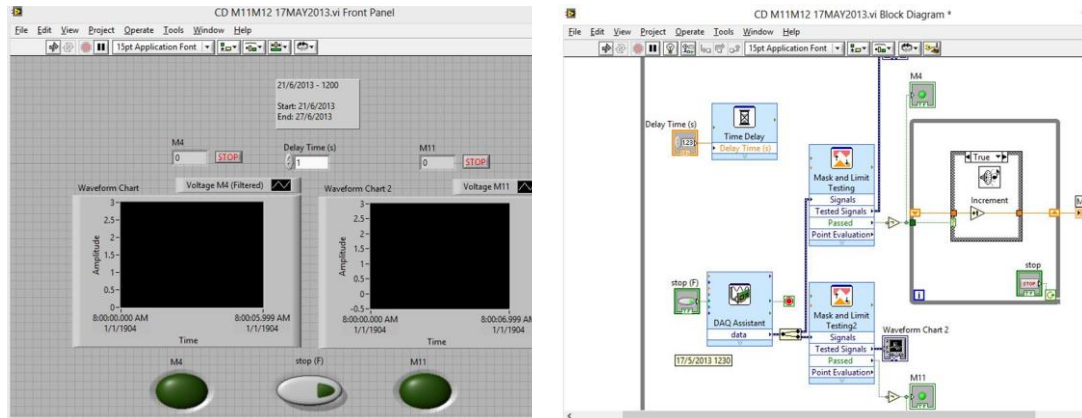 CD M11M12 17MAY2013.vi Front Panel
File Edit View Project Operate Tools Window Help
15pt Application Font
21/6/2013 - 1200
Start: 21/6/2013
End: 27/6/2013
M4
0
STOP
Delay Time (s)
1
M11
0
STOP
Waveform Chart
Voltage M4 (Filtered)
3-
2.5-
2-
1.5-
1-
0.5-
0-
Amplitude
8:00:00.000 AM
1/1/1904
8:00:05.999 AM
1/1/1904
Time
Waveform Chart 2
Voltage M11
3-
2.5-
2-
1.5-
1-
0.5-
0-
-0.5-
Amplitude
8:00:00.000 AM
1/1/1904
8:00:06.999 AM
1/1/1904
Time
M4
stop (F)
M11
CD M11M12 17MAY2013.vi Block Diagram *
File Edit View Project Operate Tools Window Help
15pt Application Font
M4
Delay Time (s)
1.23
Time Delay
Delay Time (s)
Mask and Limit
Testing
Signals
Tested Signals
Passed
Point Evaluation
True
Increment
stop
STOP
i
stop (F)
DAQ Assistant
data
17/5/2013 1230
Mask and Limit
Testing2
Signals
Tested Signals
Passed
Point Evaluation
Waveform Chart 2
M11